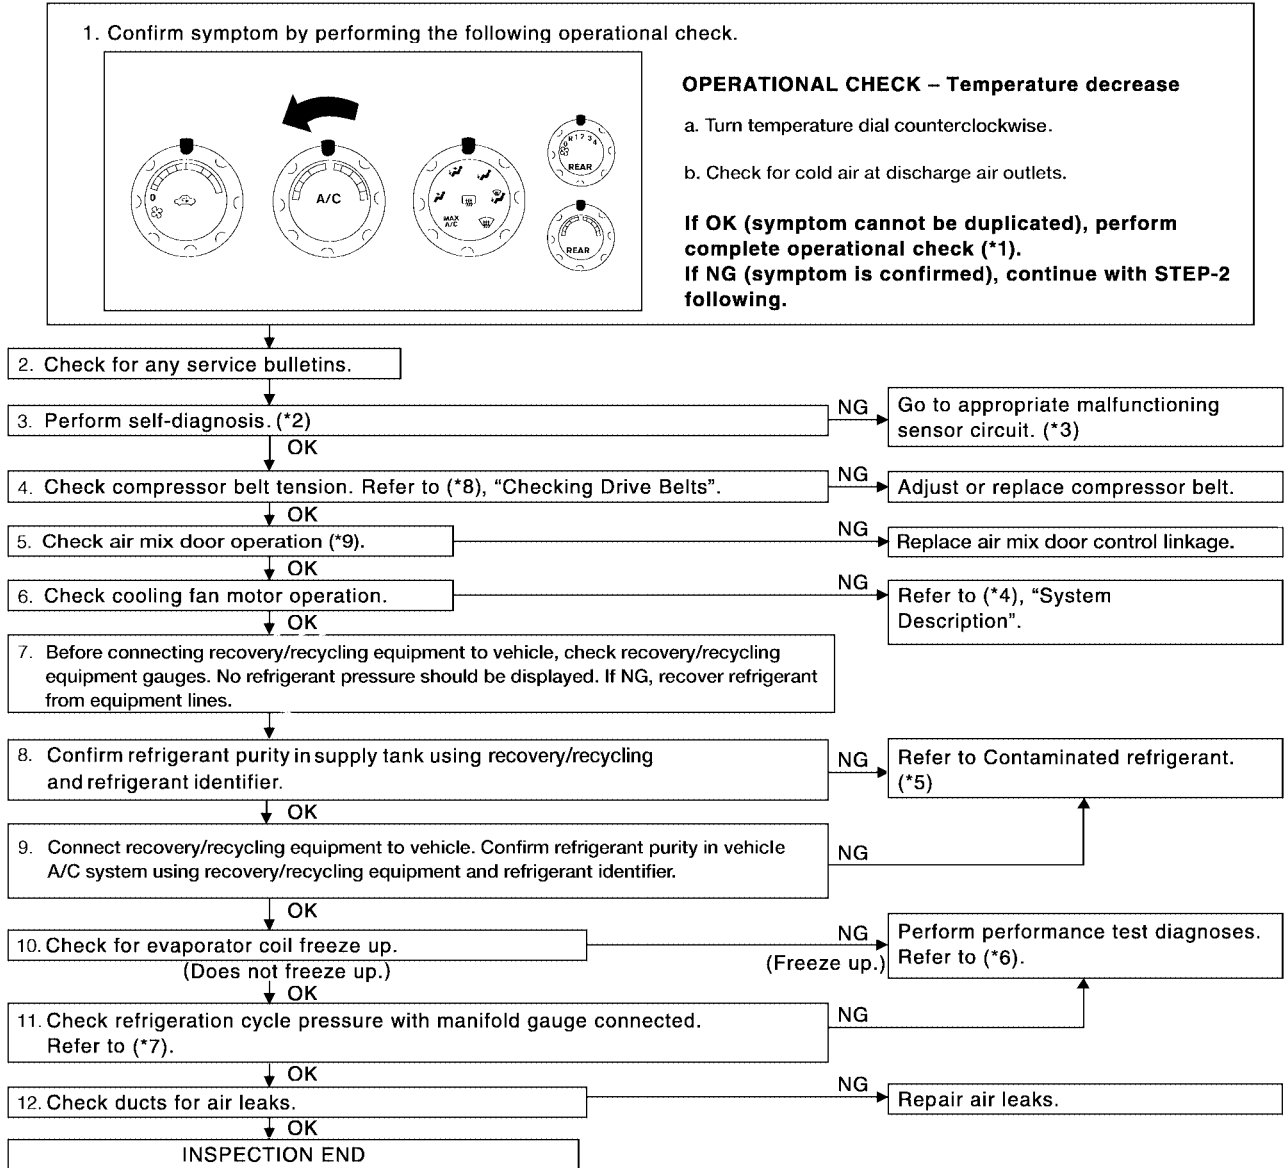 1. Confirm symptom by performing the following operational check.
0
A/C
MAX
A/C
0 R 1 2 3 4
REAR
REAR
OPERATIONAL CHECK – Temperature decrease
a. Turn temperature dial counterclockwise.
b. Check for cold air at discharge air outlets.
If OK (symptom cannot be duplicated), perform
complete operational check (*1).
If NG (symptom is confirmed), continue with STEP-2
following.
2. Check for any service bulletins.
3. Perform self-diagnosis. (*2)
NG
Go to appropriate malfunctioning
sensor circuit. (*3)
OK
4. Check compressor belt tension. Refer to (*8), “Checking Drive Belts”.
NG
Adjust or replace compressor belt.
OK
5. Check air mix door operation (*9).
NG
Replace air mix door control linkage.
OK
6. Check cooling fan motor operation.
NG
Refer to (*4), “System
Description”.
OK
7. Before connecting recovery/recycling equipment to vehicle, check recovery/recycling
equipment gauges. No refrigerant pressure should be displayed. If NG, recover refrigerant
from equipment lines.
8. Confirm refrigerant purity in supply tank using recovery/recycling
and refrigerant identifier.
NG
Refer to Contaminated refrigerant.
(*5)
OK
9. Connect recovery/recycling equipment to vehicle. Confirm refrigerant purity in vehicle
A/C system using recovery/recycling equipment and refrigerant identifier.
NG
OK
10. Check for evaporator coil freeze up.
(Does not freeze up.)
NG
(Freeze up.)
Perform performance test diagnoses.
Refer to (*6).
OK
11. Check refrigeration cycle pressure with manifold gauge connected.
Refer to (*7).
NG
OK
12. Check ducts for air leaks.
NG
Repair air leaks.
OK
INSPECTION END